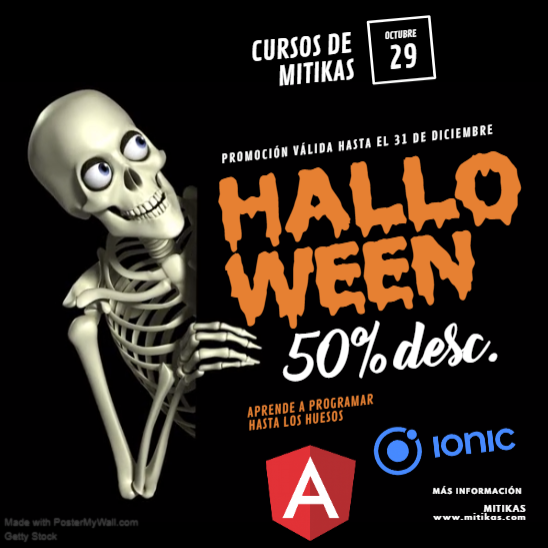 CURSOS DE
MITIKAS
OCTUBRE
29
PROMOCIÓN VÁLIDA HASTA EL 31 DE DICIEMBRE
HALLO
WEEN
50% desc.
APRENDE A PROGRAMAR
HASTA LOS HUESOS
A
IONIC
MÁS INFORMACIÓN
MITIKAS
www.mitikas.com
Made with PosterMyWall.com
Getty Stock